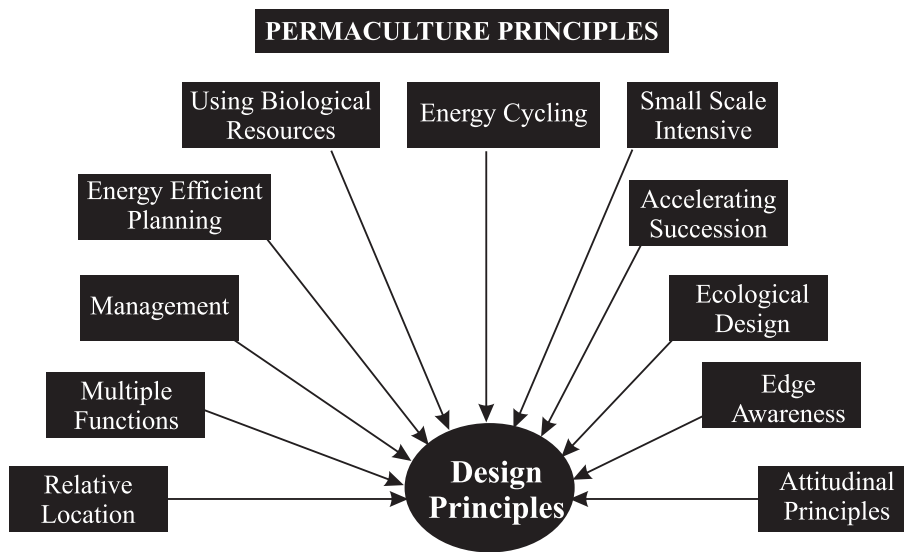 PERMACULTURE PRINCIPLES
Using Biological
Resources
Energy Cycling
Small Scale
Intensive
Energy Efficient
Planning
Accelerating
Succession
Management
Ecological
Design
Multiple
Functions
Edge
Awareness
Relative
Location
Design
Principles
Attitudinal
Principles